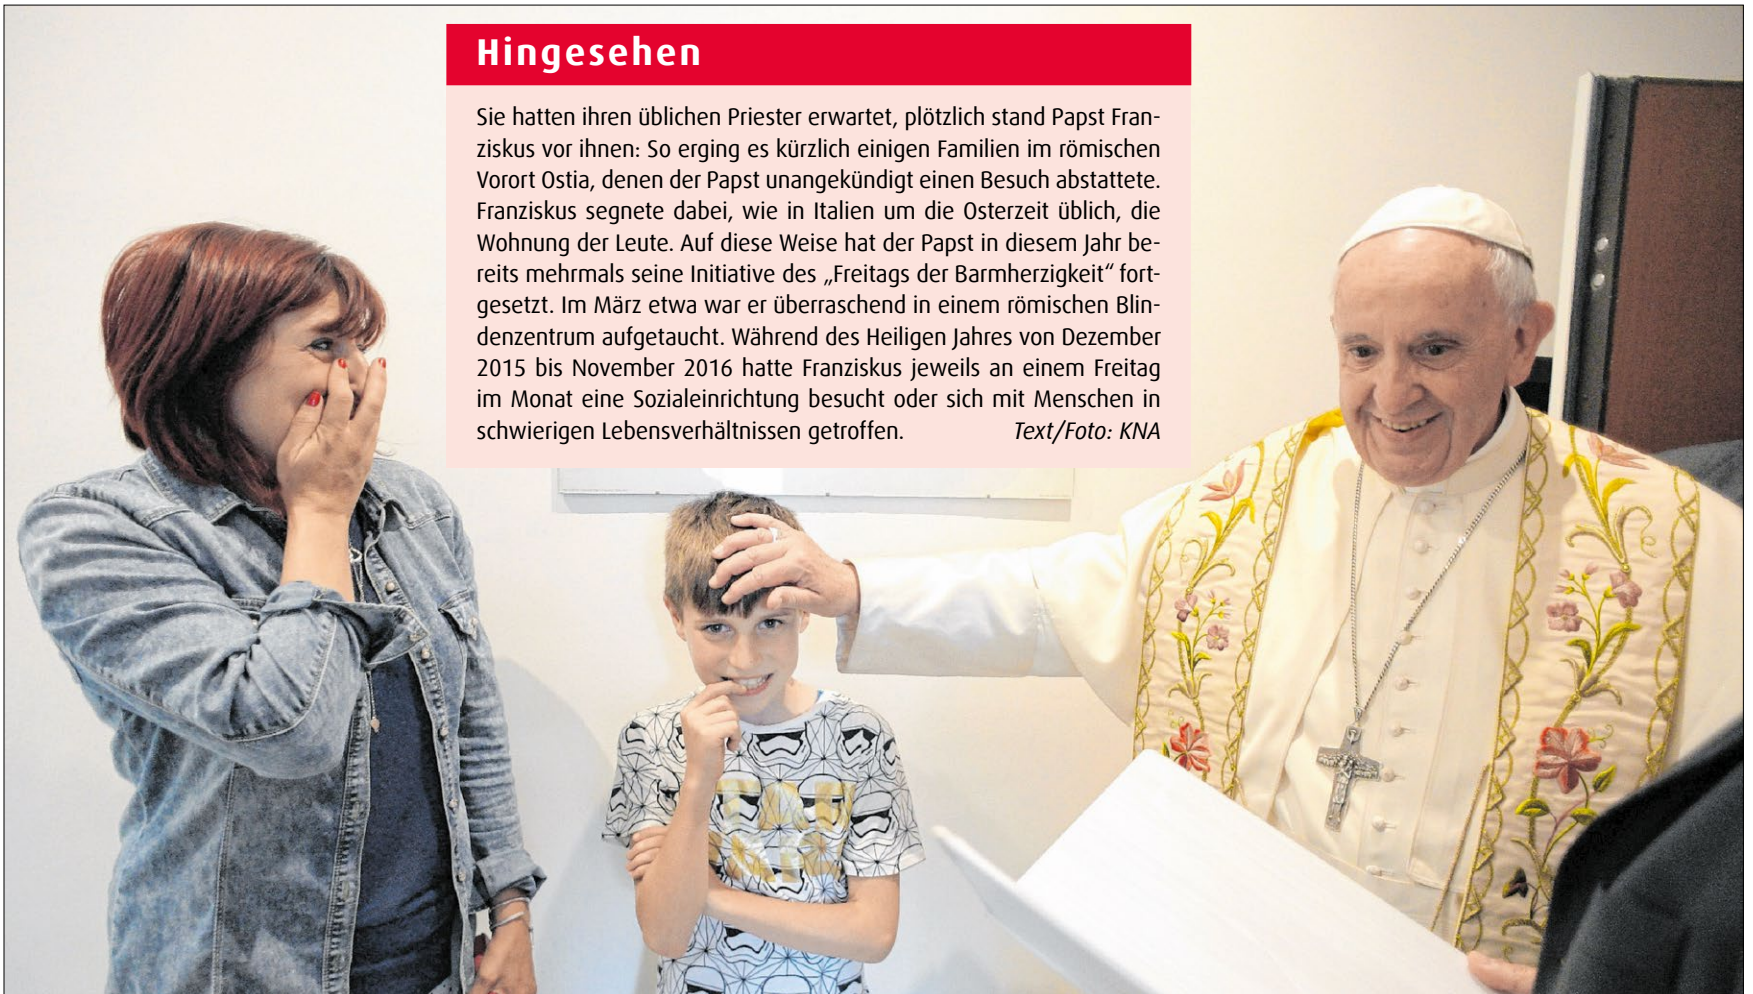 Hingesehen
Sie hatten ihren üblichen Priester erwartet, plötzlich stand Papst Fran-
ziskus vor ihnen: So erging es kürzlich einigen Familien im römischen
Vorort Ostia, denen der Papst unangekündigt einen Besuch abstattete.
Franziskus segnete dabei, wie in Italien um die Osterzeit üblich, die
Wohnung der Leute. Auf diese Weise hat der Papst in diesem Jahr be-
reits mehrmals seine Initiative des „Freitags der Barmherzigkeit“ fort-
gesetzt. Im März etwa war er überraschend in einem römischen Blin-
denzentrum aufgetaucht. Während des Heiligen Jahres von Dezember
2015 bis November 2016 hatte Franziskus jeweils an einem Freitag
im Monat eine Sozialeinrichtung besucht oder sich mit Menschen in
schwierigen Lebensverhältnissen getroffen. Text/Foto: KNA